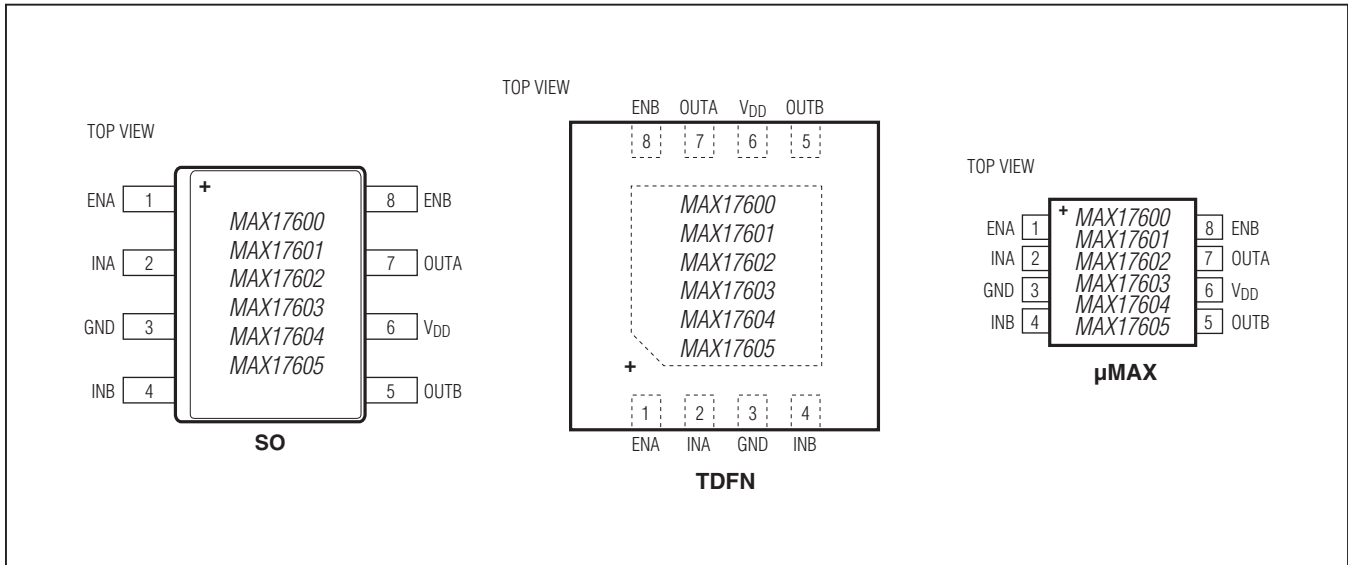 TOP VIEW
ENA 1
INA 2
GND 3
INB 4
+
MAX17600
MAX17601
MAX17602
MAX17603
MAX17604
MAX17605
8 ENB
7 OUTA
6 VDD
5 OUTB
SO
TOP VIEW
ENB OUTA VDD OUTB
8 7 6 5
MAX17600
MAX17601
MAX17602
MAX17603
MAX17604
MAX17605
+
1 2 3 4
ENA INA GND INB
TDFN
TOP VIEW
ENA 1
INA 2
GND 3
INB 4
+
MAX17600
MAX17601
MAX17602
MAX17603
MAX17604
MAX17605
8 ENB
7 OUTA
6 VDD
5 OUTB
µMAX